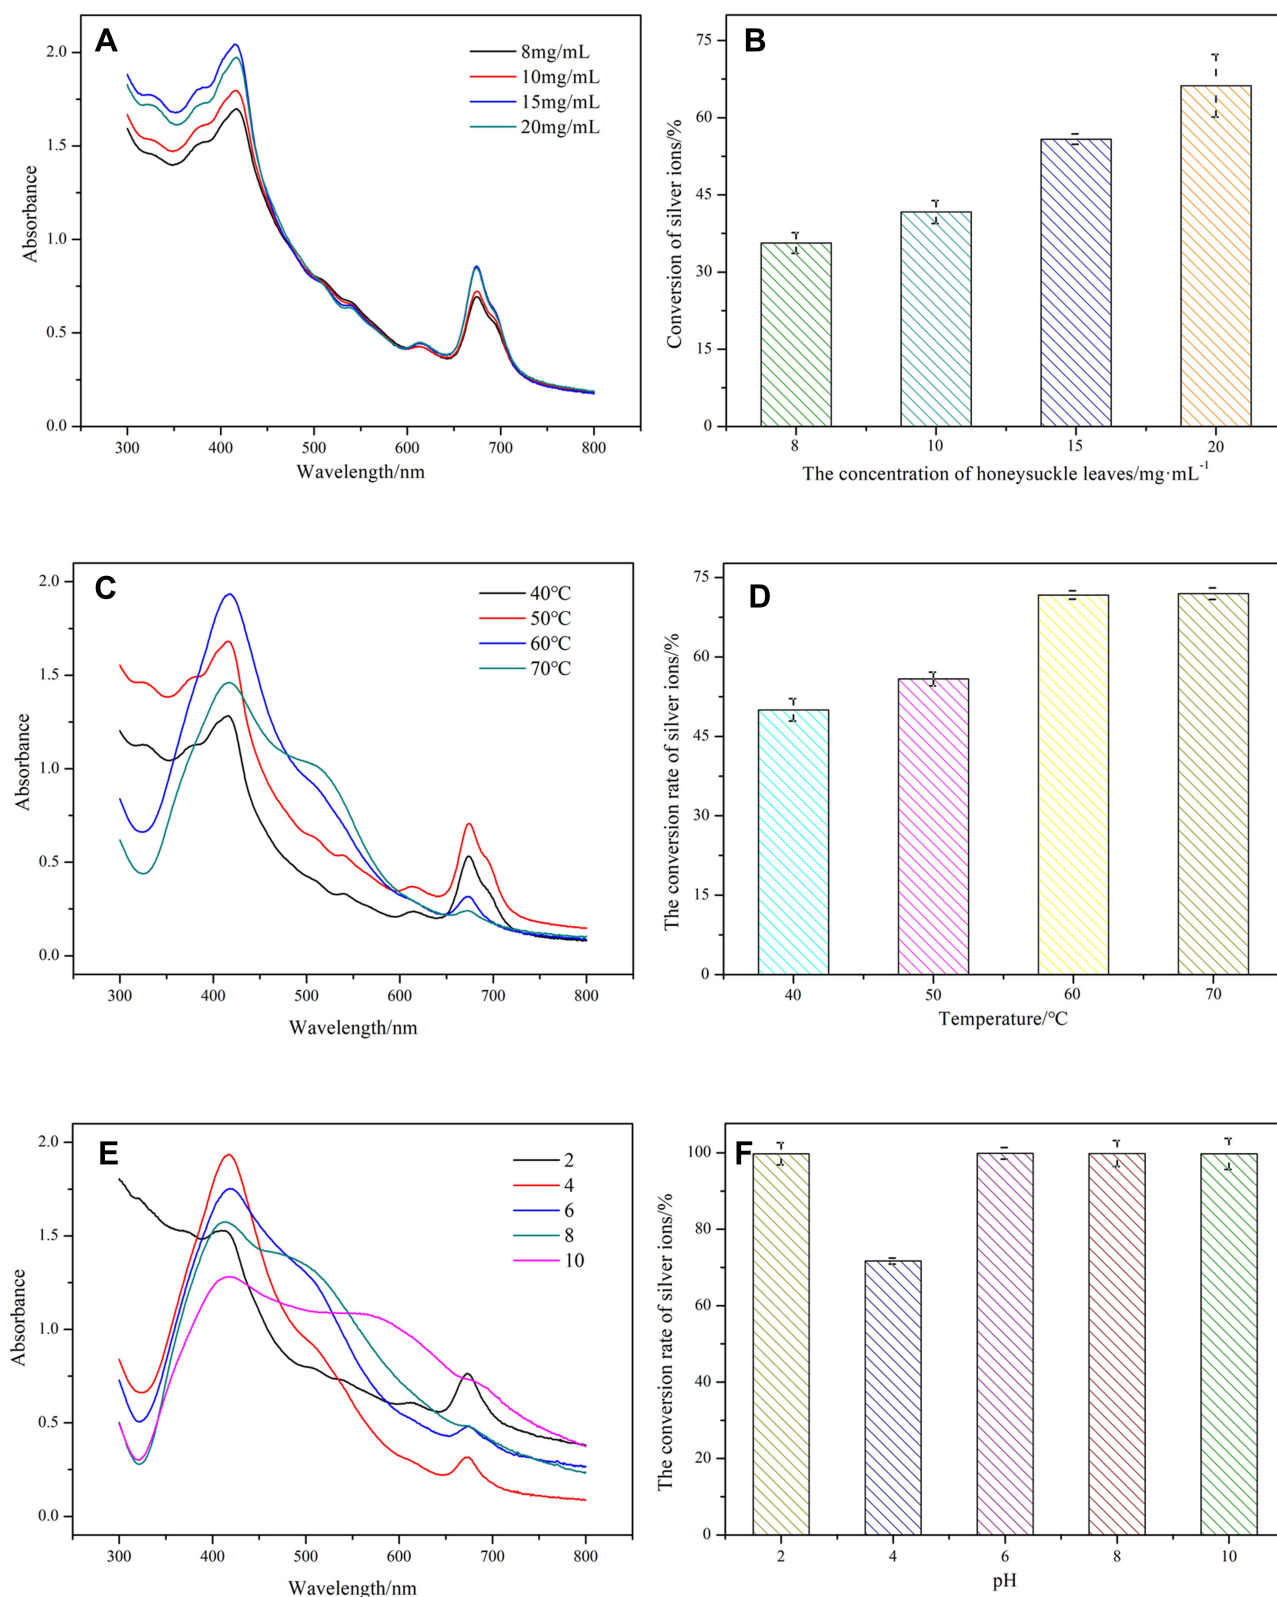 A
8mg/mL
10mg/mL
15mg/mL
20mg/mL
2.0
1.5
1.0
0.5
0.0
Absorbance
300 400 500 600 700 800
Wavelength/nm
B
75
60
45
30
15
0
Conversion of silver ions/%
8 10 15 20
The concentration of honeysuckle leaves/mg·mL⁻¹
C
40℃
50℃
60℃
70℃
2.0
1.5
1.0
0.5
0.0
Absorbance
300 400 500 600 700 800
Wavelength/nm
D
75
60
45
30
15
0
The conversion rate of silver ions/%
40 50 60 70
Temperature/℃
E
2
4
6
8
10
2.0
1.5
1.0
0.5
0.0
Absorbance
300 400 500 600 700 800
Wavelength/nm
F
100
80
60
40
20
0
The conversion rate of silver ions/%
2 4 6 8 10
pH